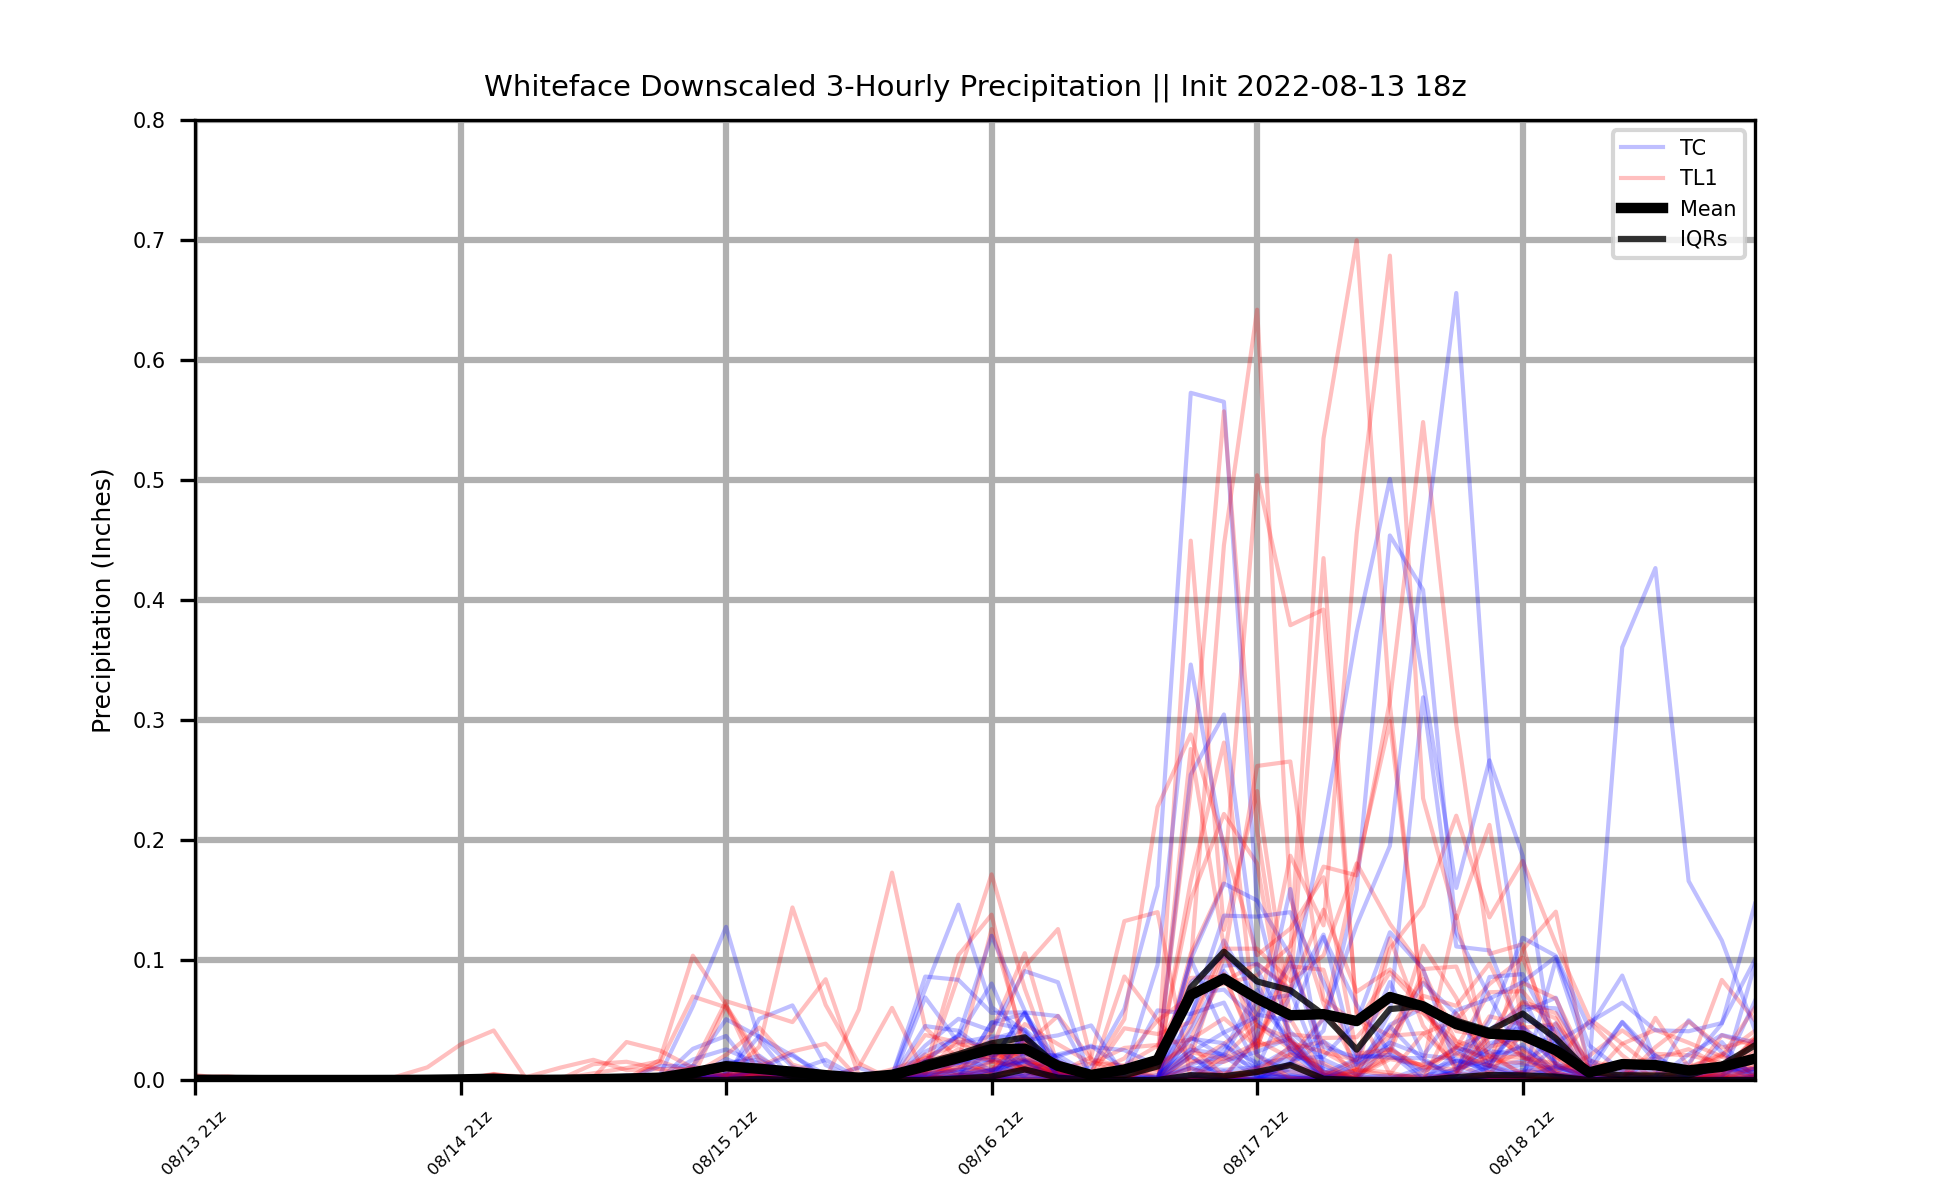 Whiteface Downscaled 3-Hourly Precipitation || Init 2022-08-13 18z
TC
TL1
Mean
IQRs
Precipitation (Inches)
0.8
0.7
0.6
0.5
0.4
0.3
0.2
0.1
0.0
08/13 21z
08/14 21z
08/15 21z
08/16 21z
08/17 21z
08/18 21z